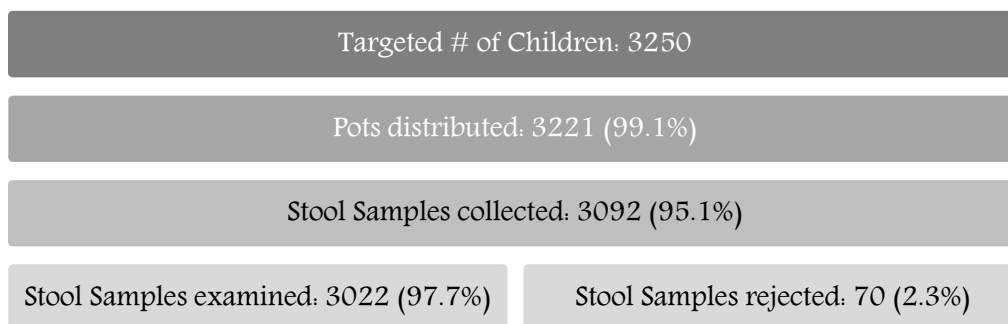 Targeted # of Children: 3250
Pots distributed: 3221 (99.1%)
Stool Samples collected: 3092 (95.1%)
Stool Samples examined: 3022 (97.7%)
Stool Samples rejected: 70 (2.3%)